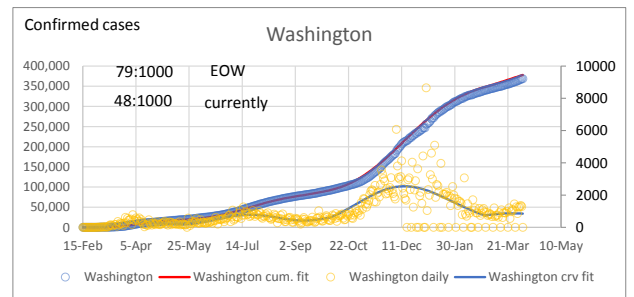 Confirmed cases
Washington
79:1000 EOW
48:1000 currently
400,000
350,000
300,000
250,000
200,000
150,000
100,000
50,000
0
10000
8000
6000
4000
2000
0
15-Feb 5-Apr 25-May 14-Jul 2-Sep 22-Oct 11-Dec 30-Jan 21-Mar 10-May
Washington Washington cum. fit Washington daily Washington crv fit